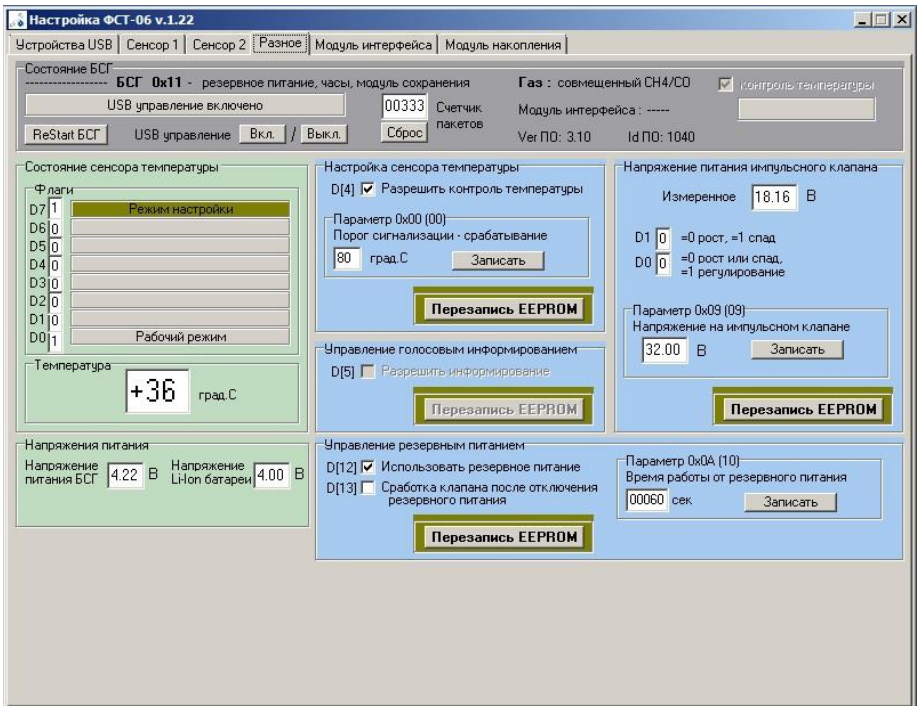 Настройка ФСТ-06 v.1.22
Устройства USB Сенсор 1 Сенсор 2 Разное Модуль интерфейса Модуль накопления
Состояние БСГ
------------------ БСГ 0x11 - резервное питание, часы, модуль сохранения
USB управление включено
00333 Счетчик пакетов
ReStart БСГ USB управление Вкл. / Выкл. Сброс
Газ : совмещенный CH4/CO контроль температуры
Модуль интерфейса : -----
Ver ПО: 3.10 Id ПО: 1040
Состояние сенсора температуры
Флаги
D7 1 Режим настройки
D6 0
D5 0
D4 0
D3 0
D2 0
D1 0
D0 1 Рабочий режим
Температура
+36 град.C
Напряжения питания
Напряжение питания БСГ 4.22 В Напряжение Li-Ion батареи 4.00 В
Настройка сенсора температуры
D[4] Разрешить контроль температуры
Параметр 0x00 (00)
Порог сигнализации - срабатывание
80 град.C Записать
Перезапись EEPROM
Управление голосовым информированием
D[5] Разрешить информирование
Перезапись EEPROM
Напряжение питания импульсного клапана
Измеренное 18.16 В
D1 0 =0 рост, =1 спад
D0 0 =0 рост или спад,
=1 регулирование
Параметр 0x09 (09)
Напряжение на импульсном клапане
32.00 В Записать
Перезапись EEPROM
Управление резервным питанием
D[12] Использовать резервное питание
D[13] Сработка клапана после отключения
резервного питания
Перезапись EEPROM
Параметр 0x0A (10)
Время работы от резервного питания
00060 сек Записать